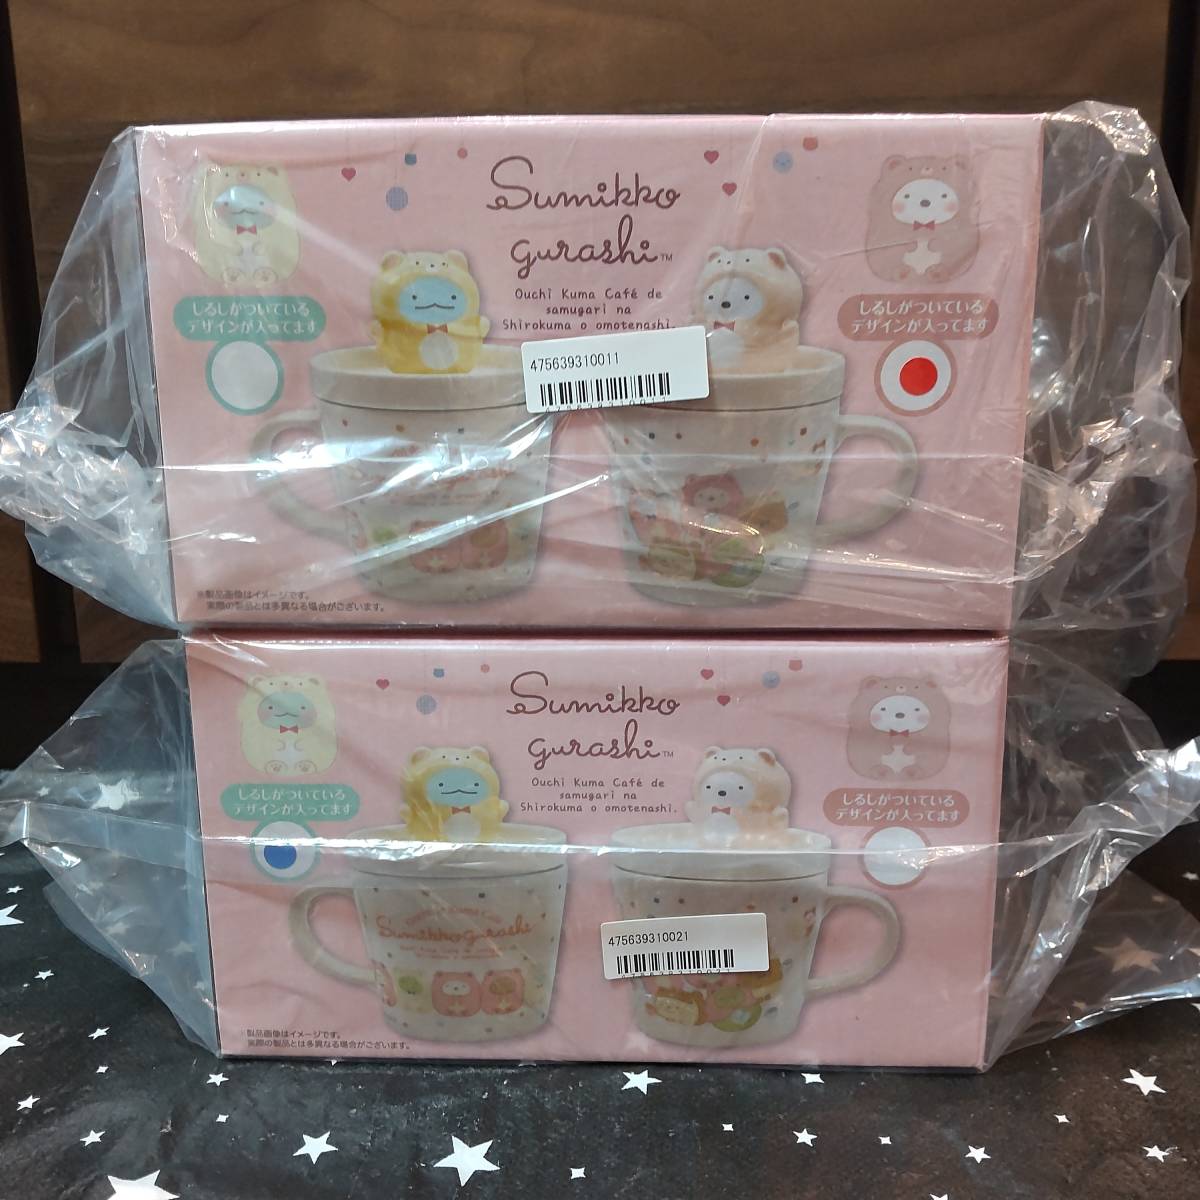 Sumikko
gurashi™
Ouchi Kuma Café de
samugari na
Shirokuma o omotenashi.
しるしがついている
デザインが入ってます
しるしがついている
デザインが入ってます
475639310011
※製品画像はイメージです。
実際の製品とは多異なる場合がございます。
Sumikko
gurashi™
Ouchi Kuma Café de
samugari na
Shirokuma o omotenashi.
しるしがついている
デザインが入ってます
しるしがついている
デザインが入ってます
Sumikkogurashi
475639310021
※製品画像はイメージです。
実際の製品とは多異なる場合がございます。